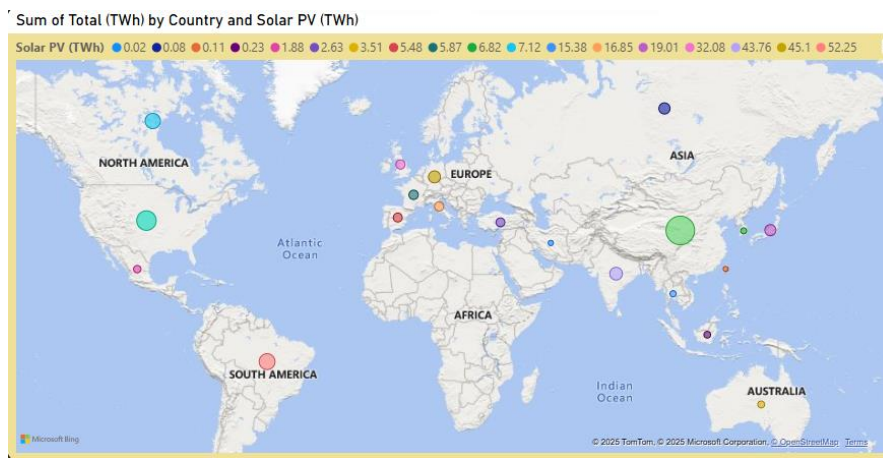 Sum of Total (TWh) by Country and Solar PV (TWh)
Solar PV (TWh) 0.02 0.08 0.11 0.23 1.88 2.63 3.51 5.48 5.87 6.82 7.12 15.38 16.85 19.01 32.08 43.76 45.1 52.25
NORTH AMERICA
EUROPE
ASIA
Atlantic
Ocean
AFRICA
SOUTH AMERICA
Indian
Ocean
AUSTRALIA
Microsoft Bing
© 2025 TomTom, © 2025 Microsoft Corporation, © OpenStreetMap Terms